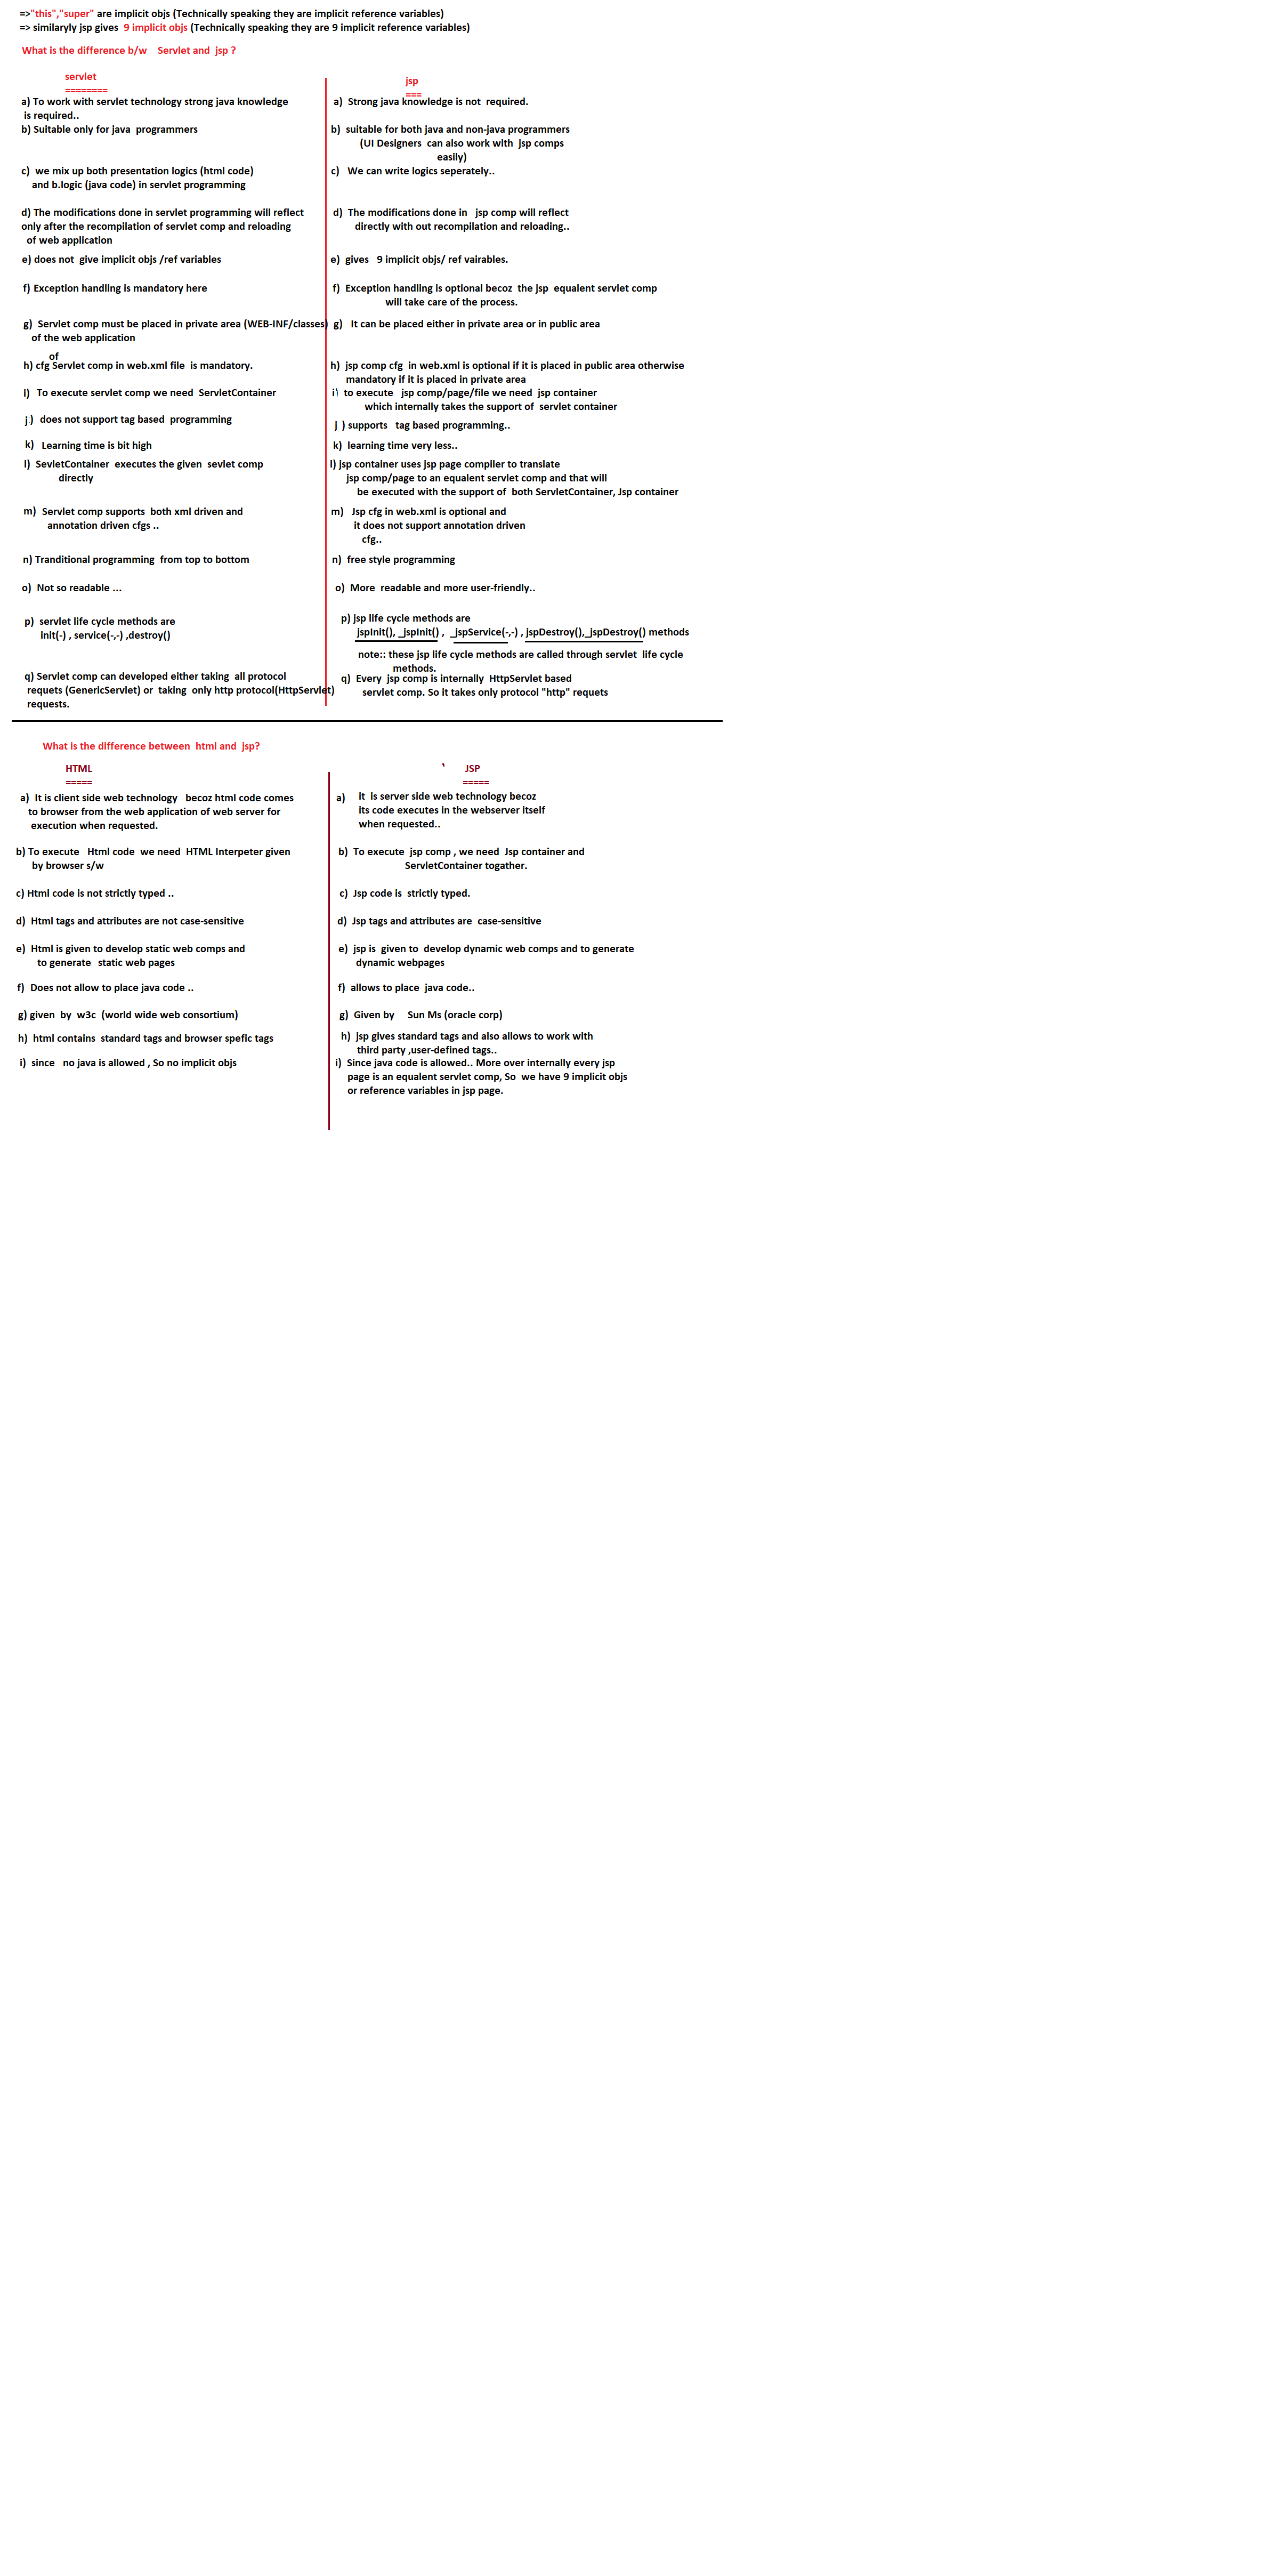 =>"this","super" are implicit objs (Technically speaking they are implicit reference variables)
=> similaryly jsp gives  9 implicit objs (Technically speaking they are 9 implicit reference variables)
What is the difference b/w    Servlet and  jsp ?
servlet
========
a) To work with servlet technology strong java knowledge
is required..
b) Suitable only for java  programmers
c)  we mix up both presentation logics (html code)
and b.logic (java code) in servlet programming
d) The modifications done in servlet programming will reflect
only after the recompilation of servlet comp and reloading
of web application
e) does not  give implicit objs /ref variables
f) Exception handling is mandatory here
g)  Servlet comp must be placed in private area (WEB-INF/classes)
of the web application
of
h) cfg Servlet comp in web.xml file  is mandatory.
i)  To execute servlet comp we need  ServletContainer
j )  does not support tag based  programming
k)  Learning time is bit high
l)  SevletContainer  executes the given  sevlet comp
directly
m)  Servlet comp supports  both xml driven and
annotation driven cfgs ..
n) Tranditional programming  from top to bottom
o)  Not so readable ...
p)  servlet life cycle methods are
init(-) , service(-,-) ,destroy()
q) Servlet comp can developed either taking  all protocol
requets (GenericServlet) or  taking  only http protocol(HttpServlet)
requests.
jsp
===
a)  Strong java knowledge is not  required.
b)  suitable for both java and non-java programmers
(UI Designers  can also work with  jsp comps
easily)
c)   We can write logics seperately..
d)  The modifications done in   jsp comp will reflect
directly with out recompilation and reloading..
e)  gives   9 implicit objs/ ref vairables.
f)  Exception handling is optional becoz  the jsp  equalent servlet comp
will take care of the process.
g)   It can be placed either in private area or in public area
h)  jsp comp cfg  in web.xml is optional if it is placed in public area otherwise
mandatory if it is placed in private area
i)  to execute   jsp comp/page/file we need  jsp container
which internally takes the support of  servlet container
j  ) supports   tag based programming..
k)  learning time very less..
l) jsp container uses jsp page compiler to translate
jsp comp/page to an equalent servlet comp and that will
be executed with the support of  both ServletContainer, Jsp container
m)   Jsp cfg in web.xml is optional and
it does not support annotation driven
cfg..
n)  free style programming
o)  More  readable and more user-friendly..
p) jsp life cycle methods are
jspInit(), _jspInit() ,  _jspService(-,-) , jspDestroy(),_jspDestroy() methods
note:: these jsp life cycle methods are called through servlet  life cycle
methods.
q)  Every  jsp comp is internally  HttpServlet based
servlet comp. So it takes only protocol "http" requets
What is the difference between  html and  jsp?
HTML
=====
a)  It is client side web technology   becoz html code comes
to browser from the web application of web server for
execution when requested.
b) To execute   Html code  we need  HTML Interpeter given
by browser s/w
c) Html code is not strictly typed ..
d)  Html tags and attributes are not case-sensitive
e)  Html is given to develop static web comps and
to generate   static web pages
f)  Does not allow to place java code ..
g) given  by  w3c  (world wide web consortium)
h)  html contains  standard tags and browser spefic tags
i)  since   no java is allowed , So no implicit objs
` JSP
=====
a)  it  is server side web technology becoz
its code executes in the webserver itself
when requested..
b)  To execute  jsp comp , we need  Jsp container and
ServletContainer togather.
c)  Jsp code is  strictly typed.
d)  Jsp tags and attributes are  case-sensitive
e)  jsp is  given to  develop dynamic web comps and to generate
dynamic webpages
f)  allows to place  java code..
g)  Given by     Sun Ms (oracle corp)
h)  jsp gives standard tags and also allows to work with
third party ,user-defined tags..
i)  Since java code is allowed.. More over internally every jsp
page is an equalent servlet comp, So  we have 9 implicit objs
or reference variables in jsp page.